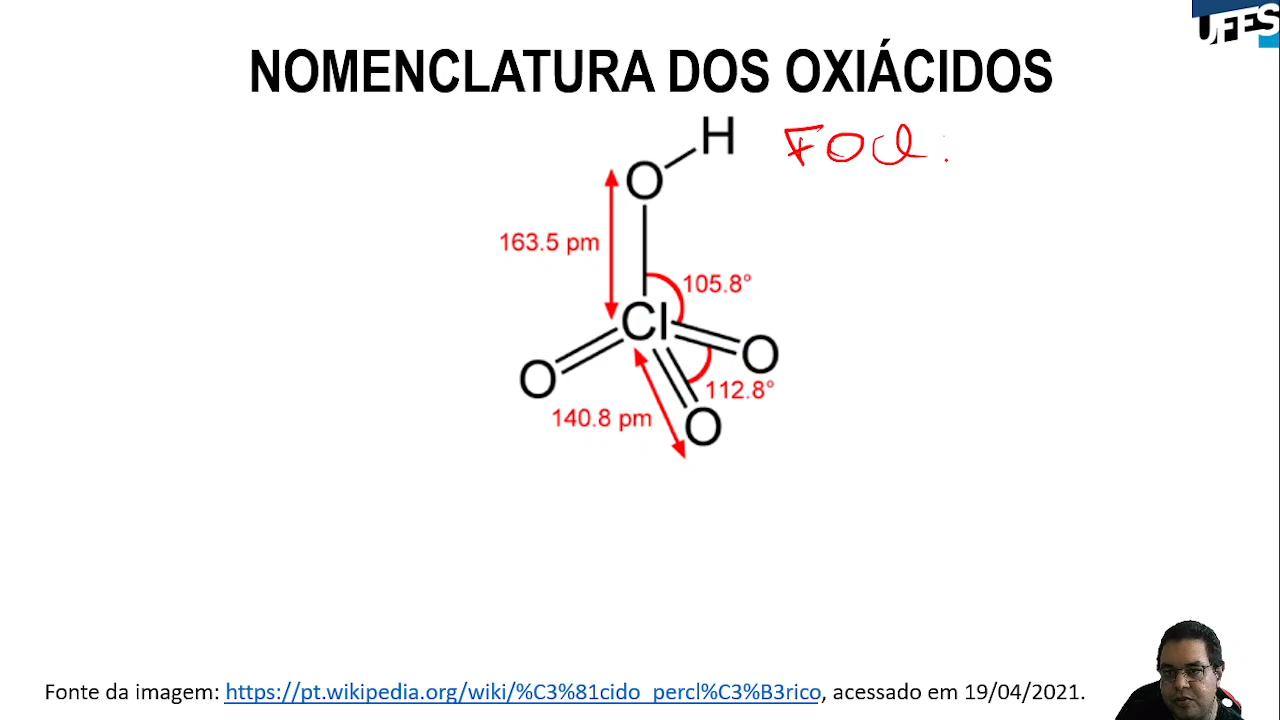 UFES
NOMENCLATURA DOS OXIÁCIDOS
H
O
163.5 pm
105.8°
Cl
O
O
112.8°
140.8 pm
O
Fonte da imagem: https://pt.wikipedia.org/wiki/%C3%81cido_percl%C3%B3rico, acessado em 19/04/2021.